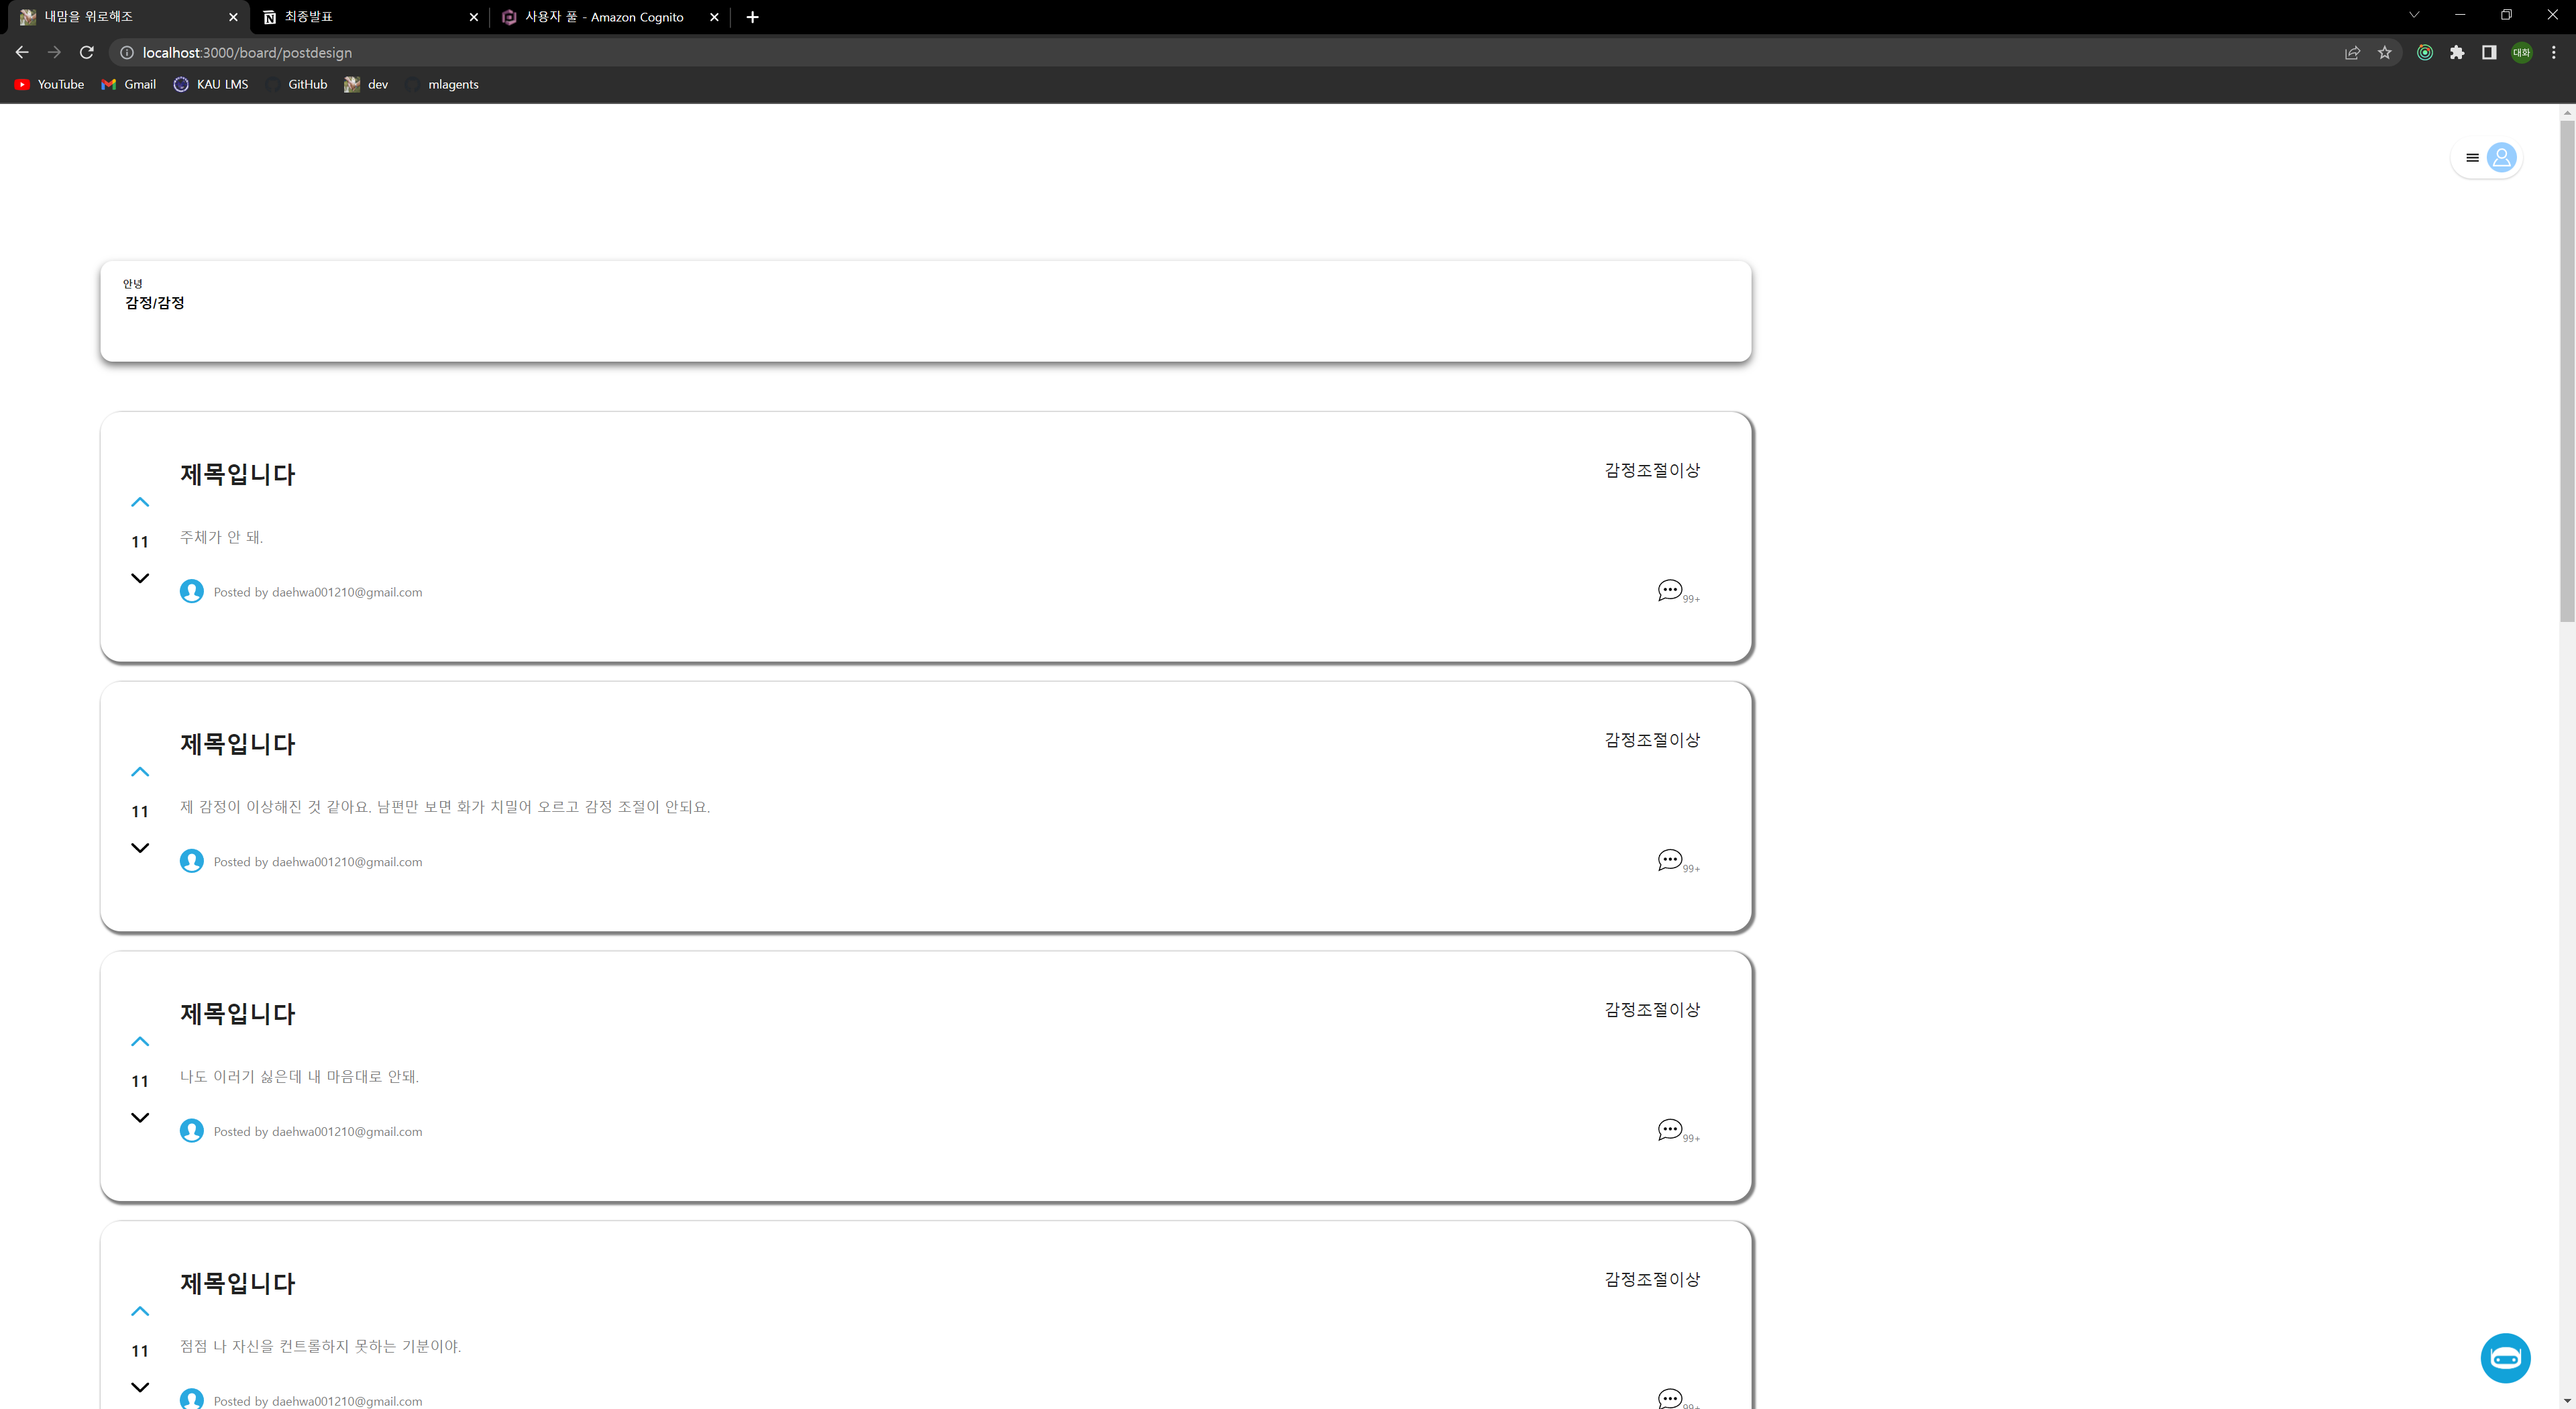 내맘을 위로해조
최종발표
사용자 풀 - Amazon Cognito
localhost:3000/board/postdesign
대화
YouTube
Gmail
KAU LMS
GitHub
dev
mlagents
안녕
감정/감정
제목입니다
감정조절이상
11
주체가 안 돼.
Posted by daehwa001210@gmail.com
99+
제목입니다
감정조절이상
11
제 감정이 이상해진 것 같아요. 남편만 보면 화가 치밀어 오르고 감정 조절이 안되요.
Posted by daehwa001210@gmail.com
99+
제목입니다
감정조절이상
11
나도 이러기 싫은데 내 마음대로 안돼.
Posted by daehwa001210@gmail.com
99+
제목입니다
감정조절이상
11
점점 나 자신을 컨트롤하지 못하는 기분이야.
Posted by daehwa001210@gmail.com
99+